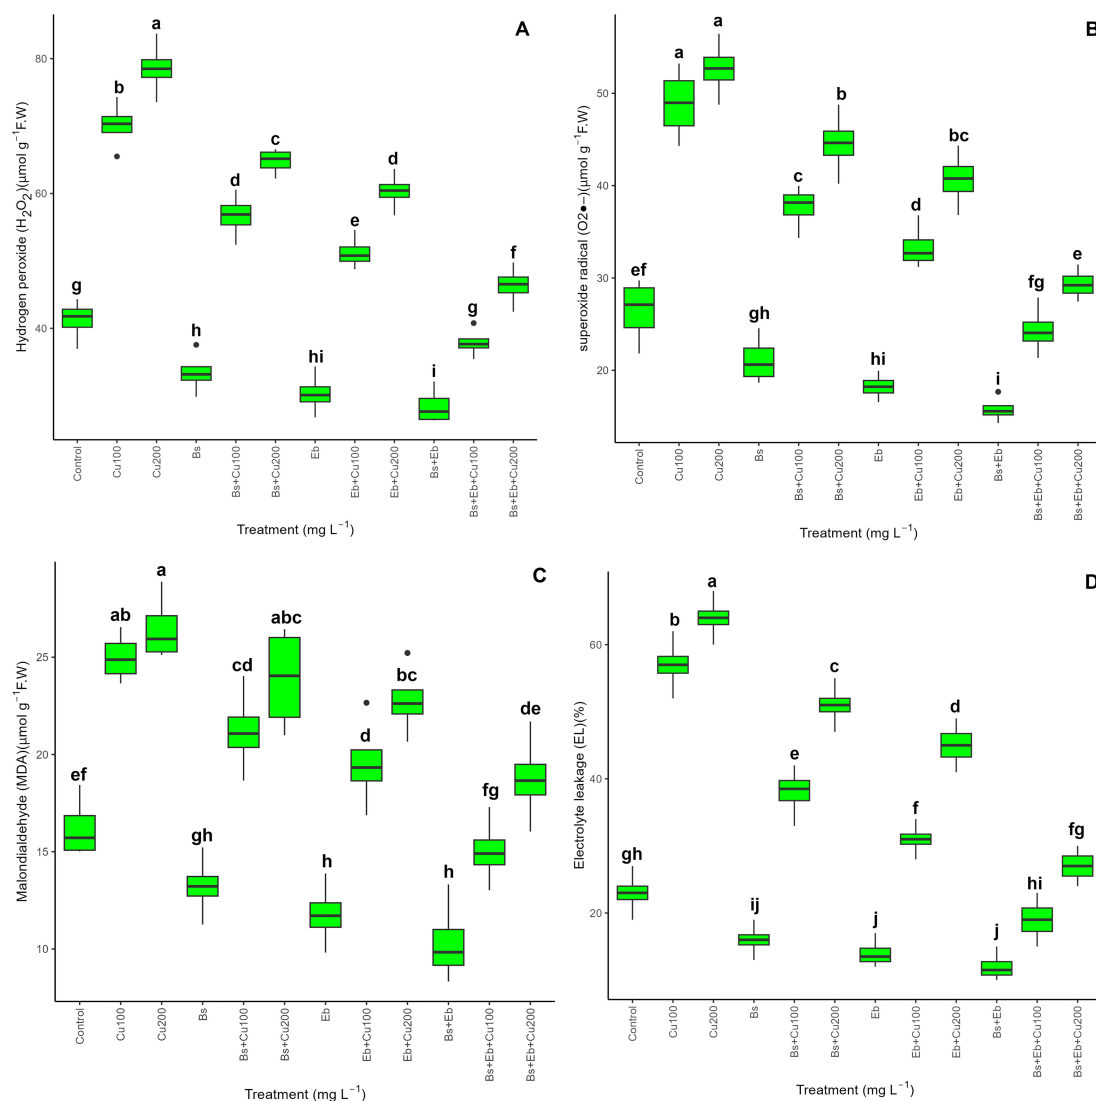 A
Hydrogen peroxide (H₂O₂)(μmol g⁻¹F.W)
80
60
40
g
b
a
h
d
c
hi
e
d
i
g
f
Control
Cu100
Cu200
Bs
Bs+Cu100
Bs+Cu200
Eb
Eb+Cu100
Eb+Cu200
Bs+Eb
Bs+Eb+Cu100
Bs+Eb+Cu200
Treatment (mg L⁻¹)
B
superoxide radical (O2●−)(μmol g⁻¹F.W)
50
40
30
20
ef
a
a
gh
c
b
hi
d
bc
i
fg
e
Control
Cu100
Cu200
Bs
Bs+Cu100
Bs+Cu200
Eb
Eb+Cu100
Eb+Cu200
Bs+Eb
Bs+Eb+Cu100
Bs+Eb+Cu200
Treatment (mg L⁻¹)
C
Malondialdehyde (MDA)(μmol g⁻¹F.W)
25
20
15
10
ef
ab
a
gh
cd
abc
h
d
bc
h
fg
de
Control
Cu100
Cu200
Bs
Bs+Cu100
Bs+Cu200
Eb
Eb+Cu100
Eb+Cu200
Bs+Eb
Bs+Eb+Cu100
Bs+Eb+Cu200
Treatment (mg L⁻¹)
D
Electrolyte leakage (EL)(%)
60
40
20
gh
b
a
ij
e
c
j
f
d
j
hi
fg
Control
Cu100
Cu200
Bs
Bs+Cu100
Bs+Cu200
Eb
Eb+Cu100
Eb+Cu200
Bs+Eb
Bs+Eb+Cu100
Bs+Eb+Cu200
Treatment (mg L⁻¹)